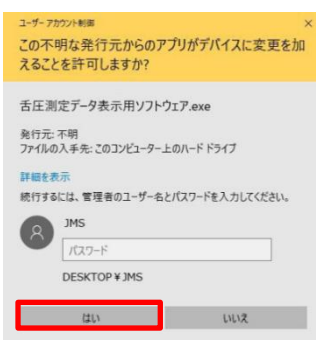 ユーザー アカウント制御
×
この不明な発行元からのアプリがデバイスに変更を加
えることを許可しますか?
舌圧測定データ表示用ソフトウェア.exe
発行元: 不明
ファイルの入手先: このコンピューター上のハード ドライブ
詳細を表示
続行するには、管理者のユーザー名とパスワードを入力してください。
JMS
パスワード
DESKTOP¥JMS
はい
いいえ